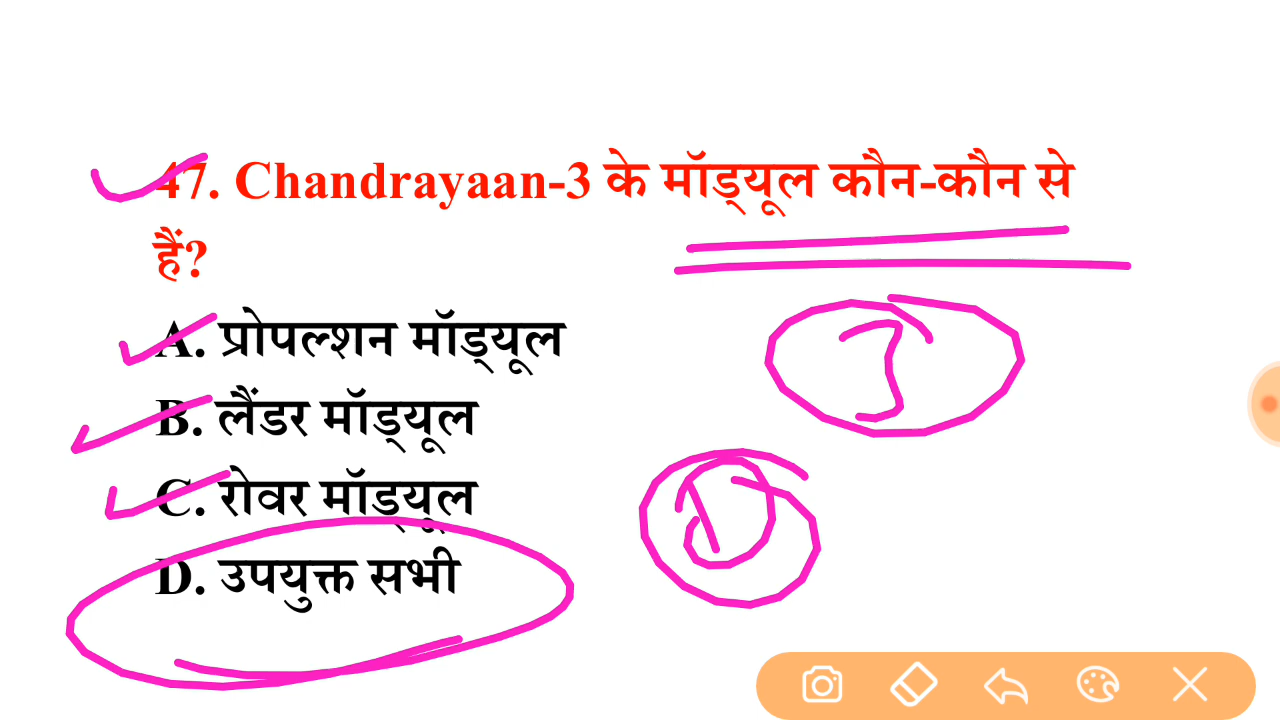 47. Chandrayaan-3 के मॉड्यूल कौन-कौन से
हैं?
A. प्रोपल्शन मॉड्यूल
B. लैंडर मॉड्यूल
C. रोवर मॉड्यूल
D. उपयुक्त सभी